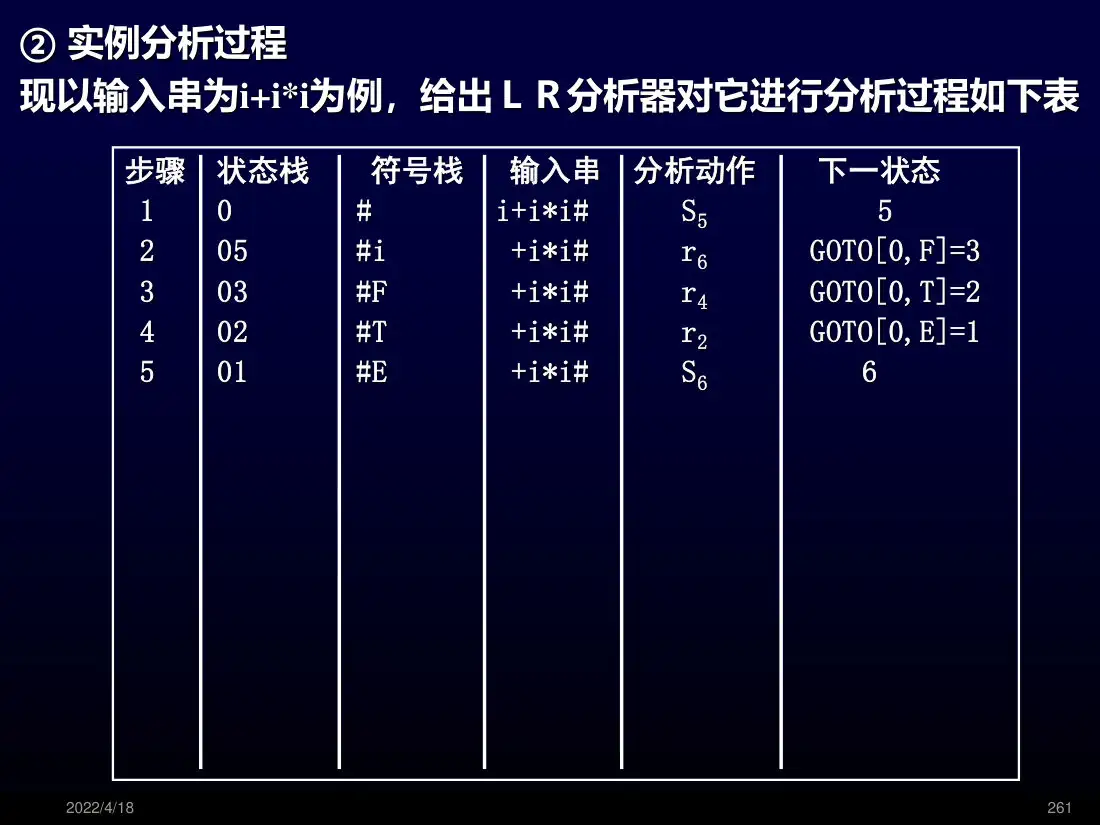 ② 实例分析过程
现以输入串为i+i*i为例，给出ＬＲ分析器对它进行分析过程如下表
步骤 状态栈 符号栈 输入串 分析动作 下一状态
1 0 # i+i*i# S5 5
2 05 #i +i*i# r6 GOTO[0,F]=3
3 03 #F +i*i# r4 GOTO[0,T]=2
4 02 #T +i*i# r2 GOTO[0,E]=1
5 01 #E +i*i# S6 6
2022/4/18 261